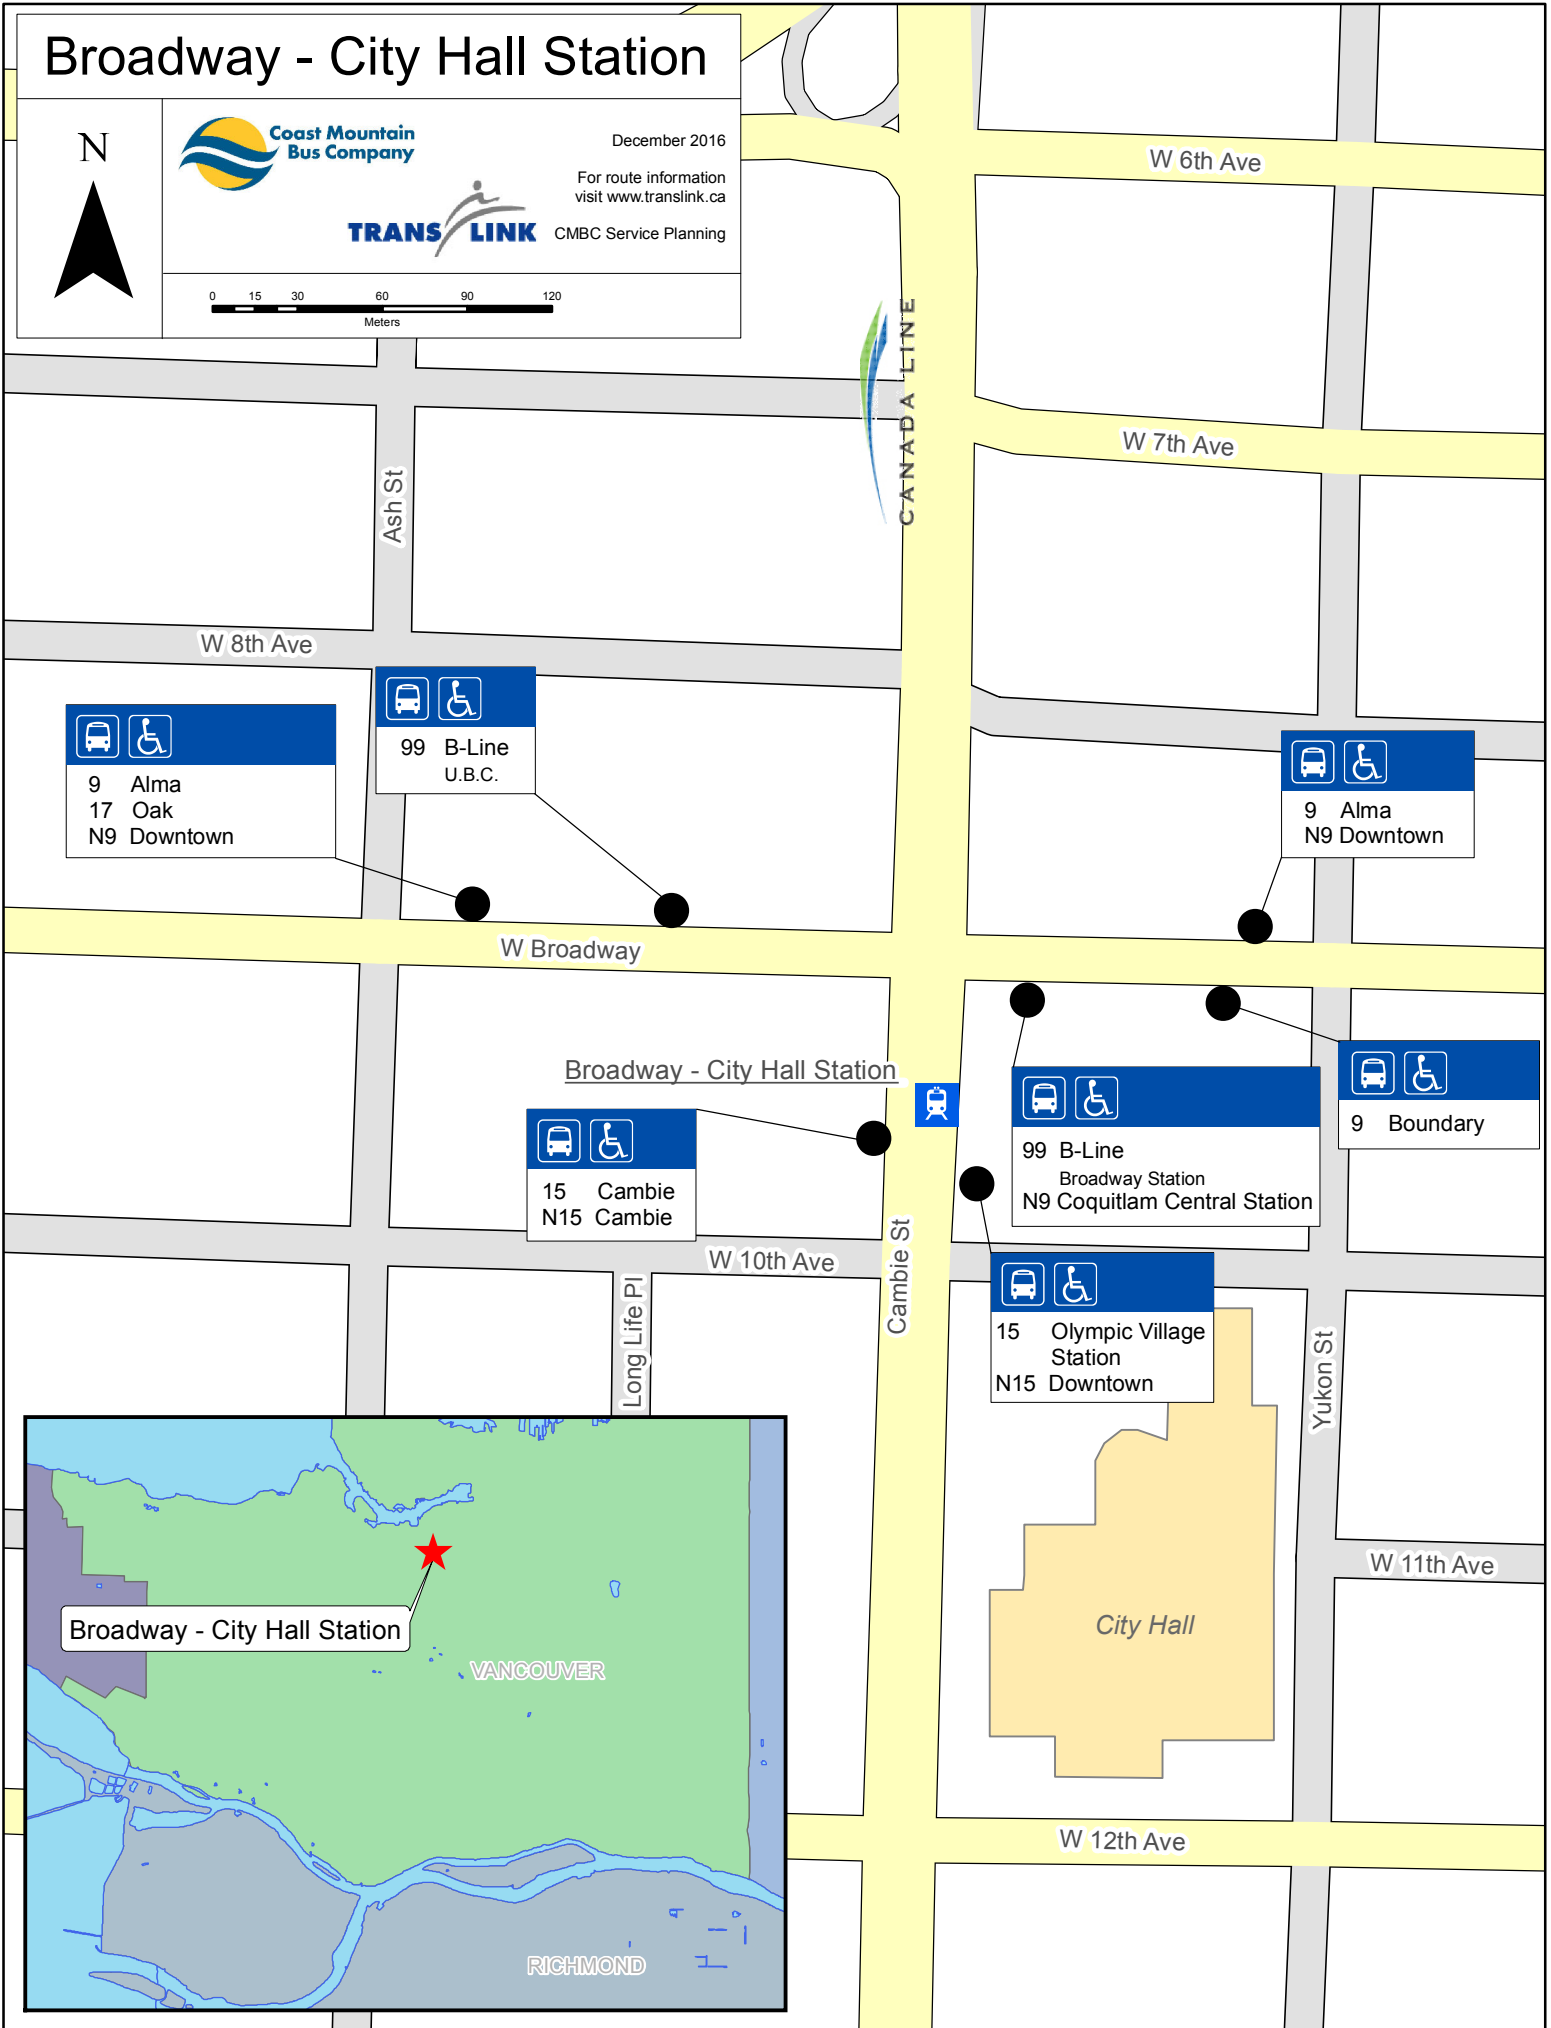 Broadway - City Hall Station
N
Coast Mountain
Bus Company
December 2016
For route information
visit www.translink.ca
TRANS LINK
CMBC Service Planning
0 15 30 60 90 120
Meters
W 6th Ave
CANADA LINE
W 7th Ave
Ash St
W 8th Ave
99 B-Line
U.B.C.
9 Alma
17 Oak
N9 Downtown
9 Alma
N9 Downtown
W Broadway
Broadway - City Hall Station
99 B-Line
Broadway Station
N9 Coquitlam Central Station
9 Boundary
15 Cambie
N15 Cambie
W 10th Ave
Cambie St
Long Life Pl
15 Olympic Village
Station
N15 Downtown
Yukon St
W 11th Ave
City Hall
Broadway - City Hall Station
VANCOUVER
W 12th Ave
RICHMOND